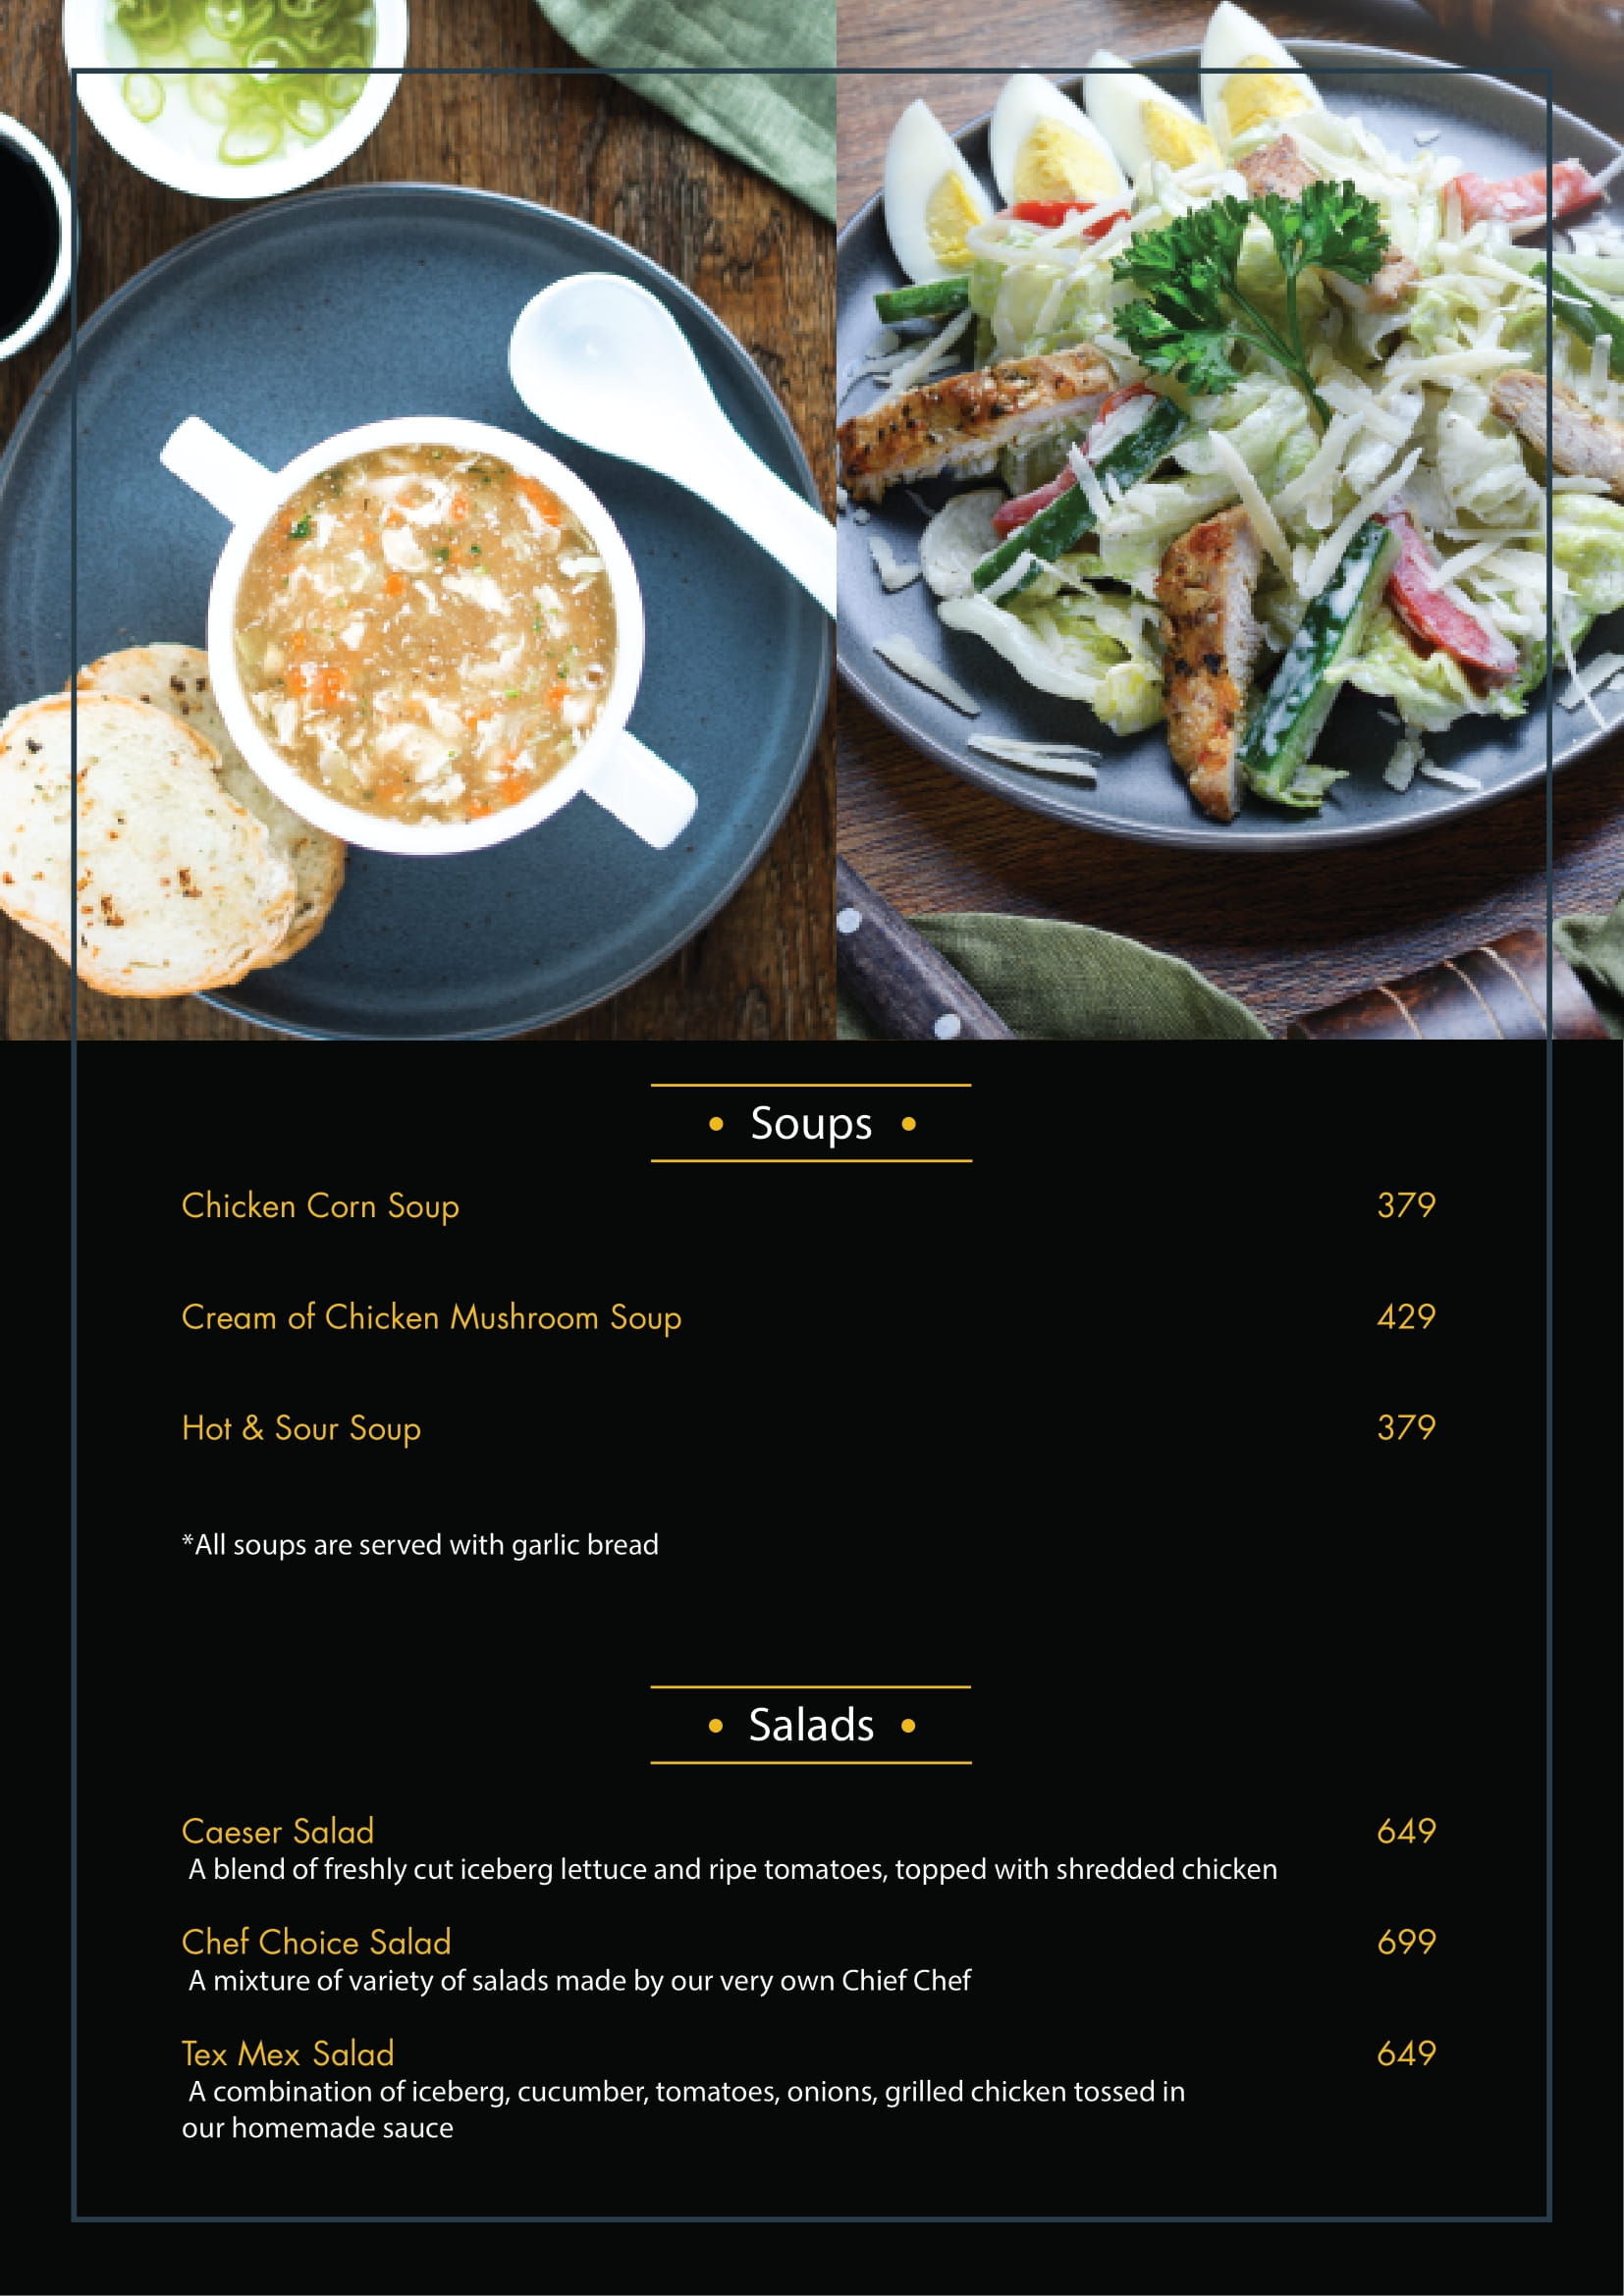 • Soups •
Chicken Corn Soup 379
Cream of Chicken Mushroom Soup 429
Hot & Sour Soup 379
*All soups are served with garlic bread
• Salads •
Caeser Salad 649
A blend of freshly cut iceberg lettuce and ripe tomatoes, topped with shredded chicken
Chef Choice Salad 699
A mixture of variety of salads made by our very own Chief Chef
Tex Mex Salad 649
A combination of iceberg, cucumber, tomatoes, onions, grilled chicken tossed in
our homemade sauce